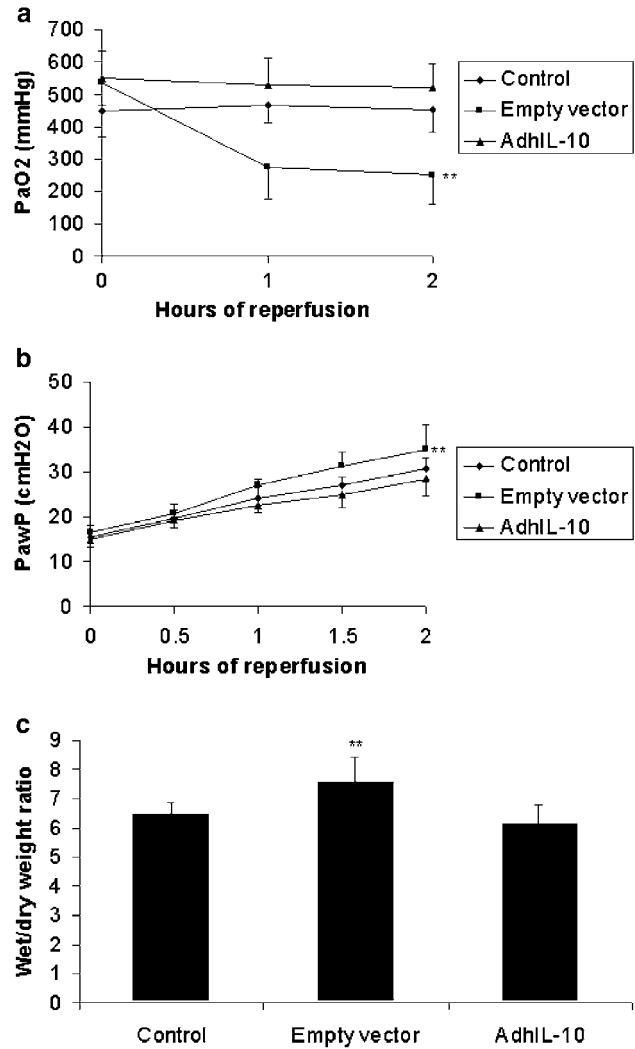 a
700
600
500
400
300
200
100
0
PaO2 (mmHg)
**
0 1 2
Hours of reperfusion
Control
Empty vector
AdhIL-10
b
50
40
30
20
10
0
PawP (cmH2O)
**
0 0.5 1 1.5 2
Hours of reperfusion
Control
Empty vector
AdhIL-10
c
9
8
7
6
5
4
3
2
1
0
Wet/dry weight ratio
**
Control Empty vector AdhIL-10